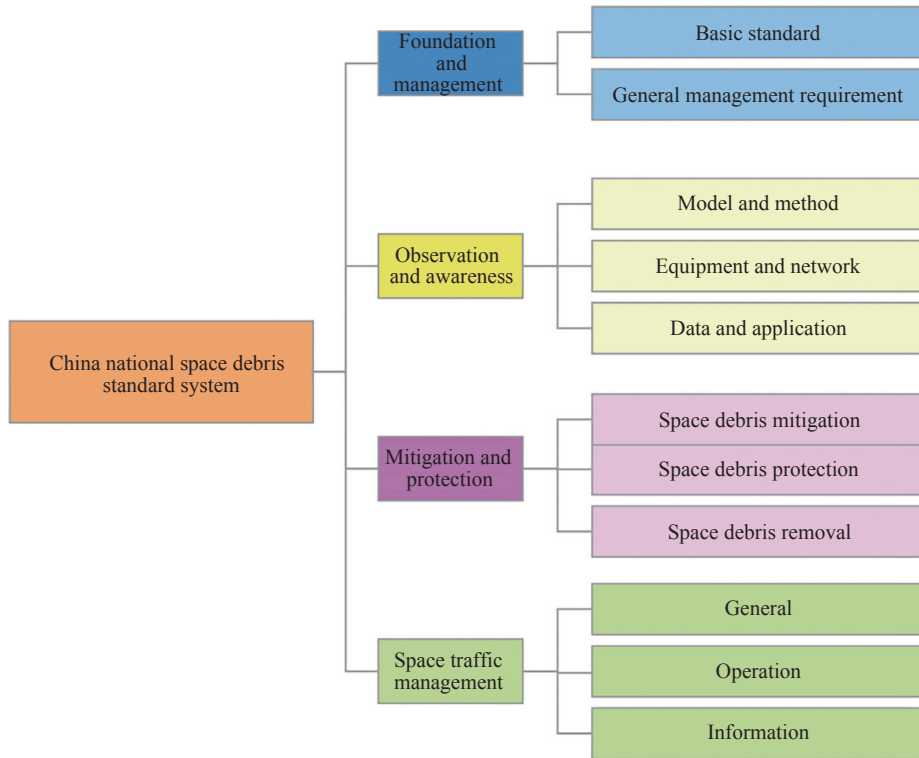 China national space debris
standard system
Foundation
and
management
Basic standard
General management requirement
Observation
and awareness
Model and method
Equipment and network
Data and application
Mitigation and
protection
Space debris mitigation
Space debris protection
Space debris removal
Space traffic
management
General
Operation
Information